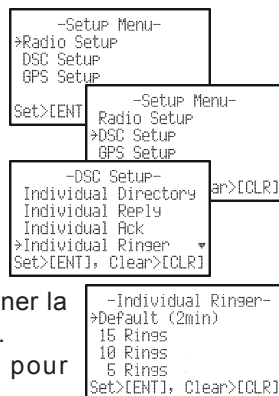 -Setup Menu-
→Radio Setup
DSC Setup
GPS Setup
Set>[ENT
-Setup Menu-
Radio Setup
→DSC Setup
GPS Setup
ar>[CLR]
-DSC Setup-
Individual Directory
Individual Reply
Individual Ack
→Individual Ringer ▼
Set>[ENT], Clear>[CLR]
ner la
.
pour
-Individual Ringer-
→Default (2min)
15 Rings
10 Rings
5 Rings
Set>[ENT], Clear>[CLR]